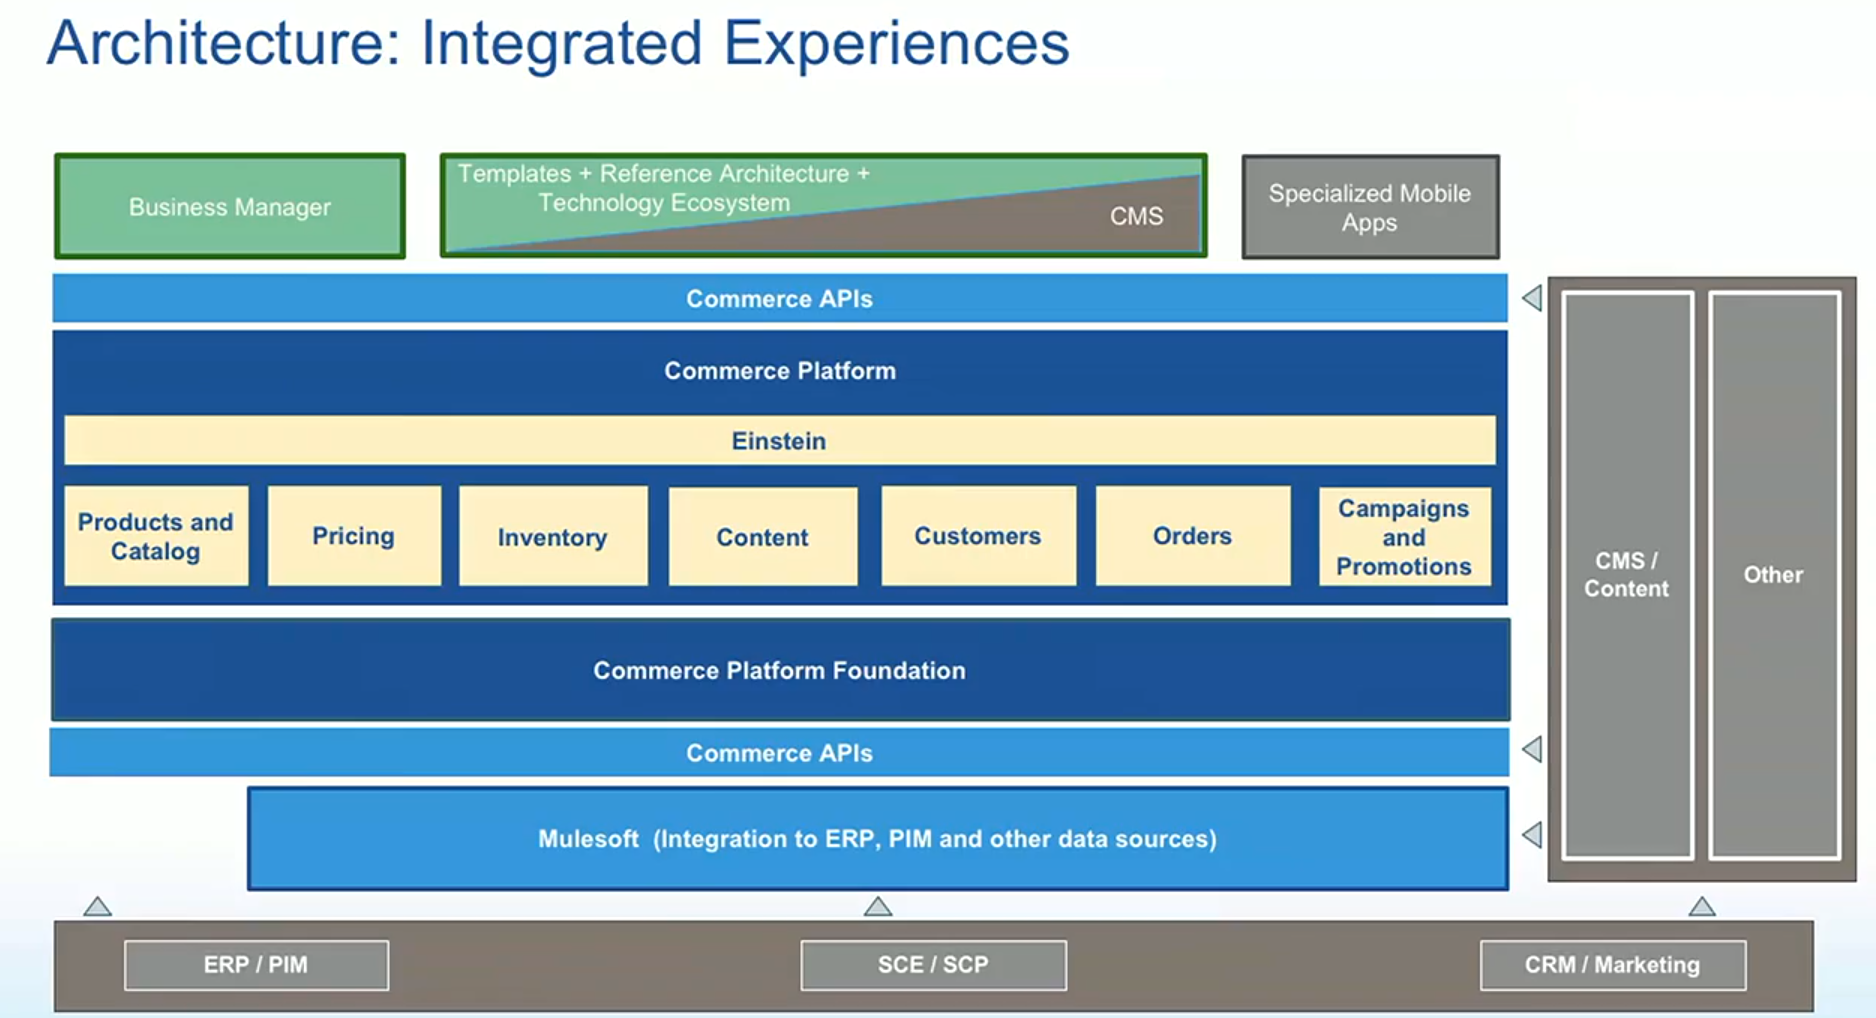 Architecture: Integrated Experiences
Business Manager
Templates + Reference Architecture +
Technology Ecosystem
CMS
Specialized Mobile
Apps
Commerce APIs
Commerce Platform
Einstein
Products and
Catalog
Pricing
Inventory
Content
Customers
Orders
Campaigns
and
Promotions
CMS /
Content
Other
Commerce Platform Foundation
Commerce APIs
Mulesoft (Integration to ERP, PIM and other data sources)
ERP / PIM
SCE / SCP
CRM / Marketing